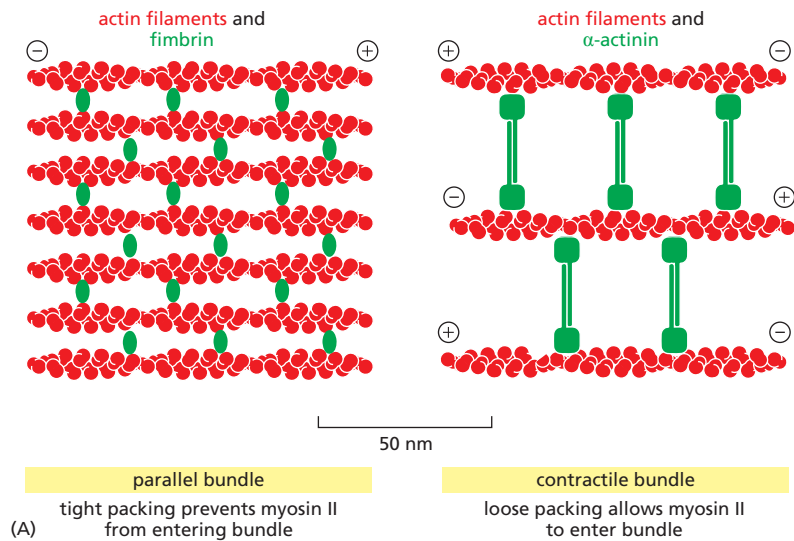 actin filaments and
fimbrin
actin filaments and
α-actinin
− +
+ −
− +
+ −
50 nm
parallel bundle
tight packing prevents myosin II
from entering bundle
contractile bundle
loose packing allows myosin II
to enter bundle
(A)